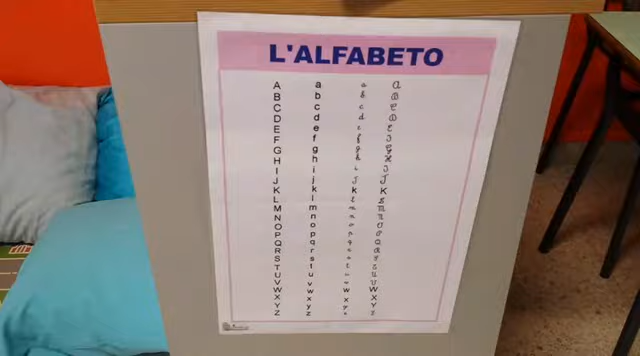 L'ALFABETO
A a a A
B b b B
C c c C
D d d D
E e e E
F f f F
G g g G
H h h H
I i i I
J j j J
K k k K
L l l L
M m m M
N n n N
O o o O
P p p P
Q q q Q
R r r R
S s s S
T t t T
U u u U
V v v V
W w w W
X x x X
Y y y Y
Z z z Z